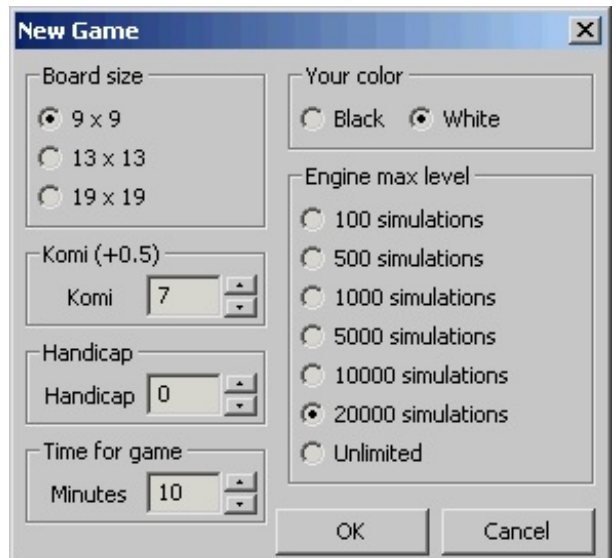 New Game
Board size
9 x 9
13 x 13
19 x 19
Komi (+0.5)
Komi 7
Handicap
Handicap 0
Time for game
Minutes 10
Your color
Black White
Engine max level
100 simulations
500 simulations
1000 simulations
5000 simulations
10000 simulations
20000 simulations
Unlimited
OK Cancel